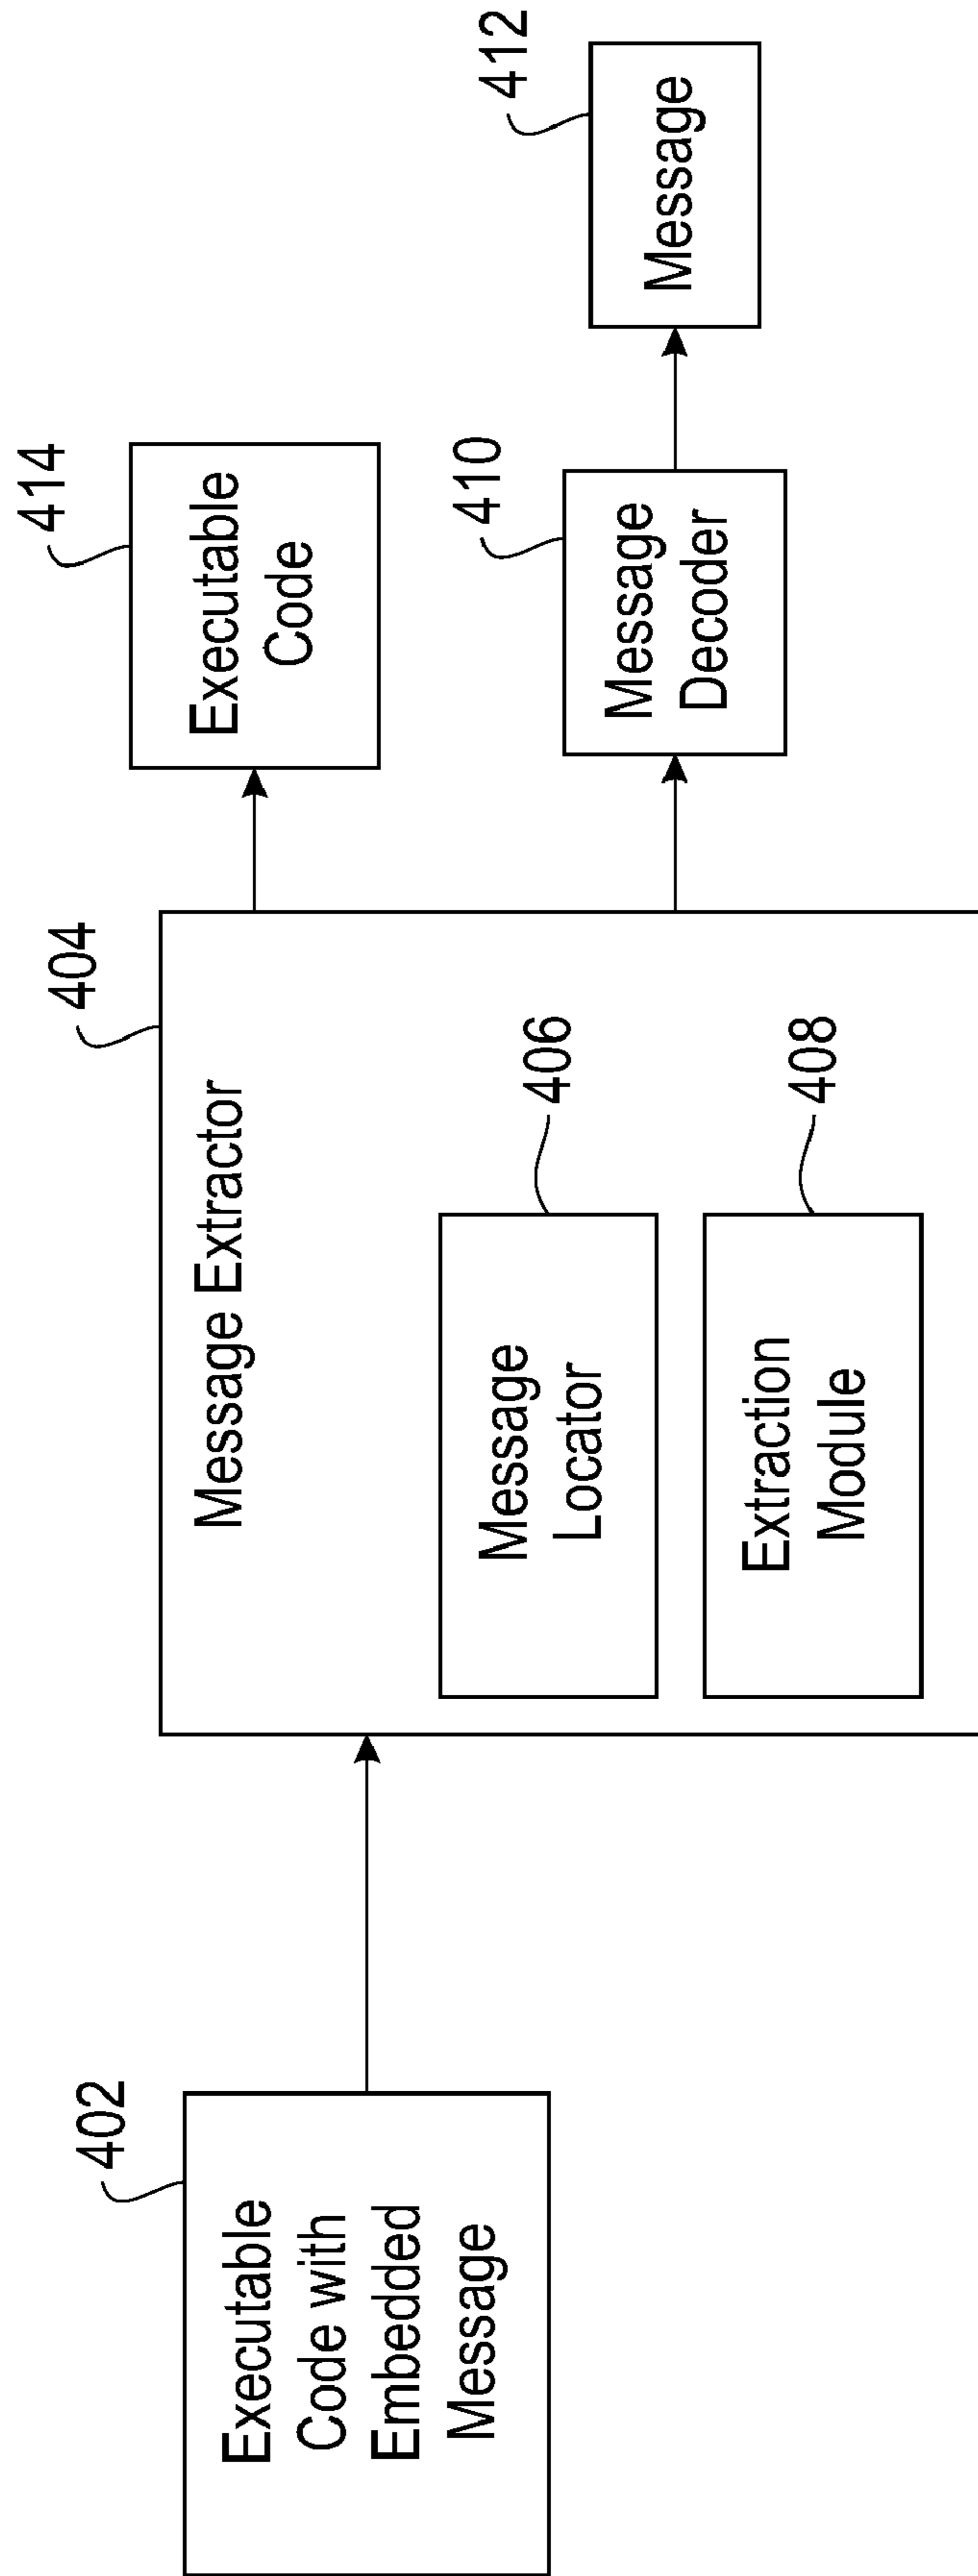 402
Executable
Code with
Embedded
Message
404
Message Extractor
406
Message
Locator
408
Extraction
Module
414
Executable
Code
410
Message
Decoder
412
Message